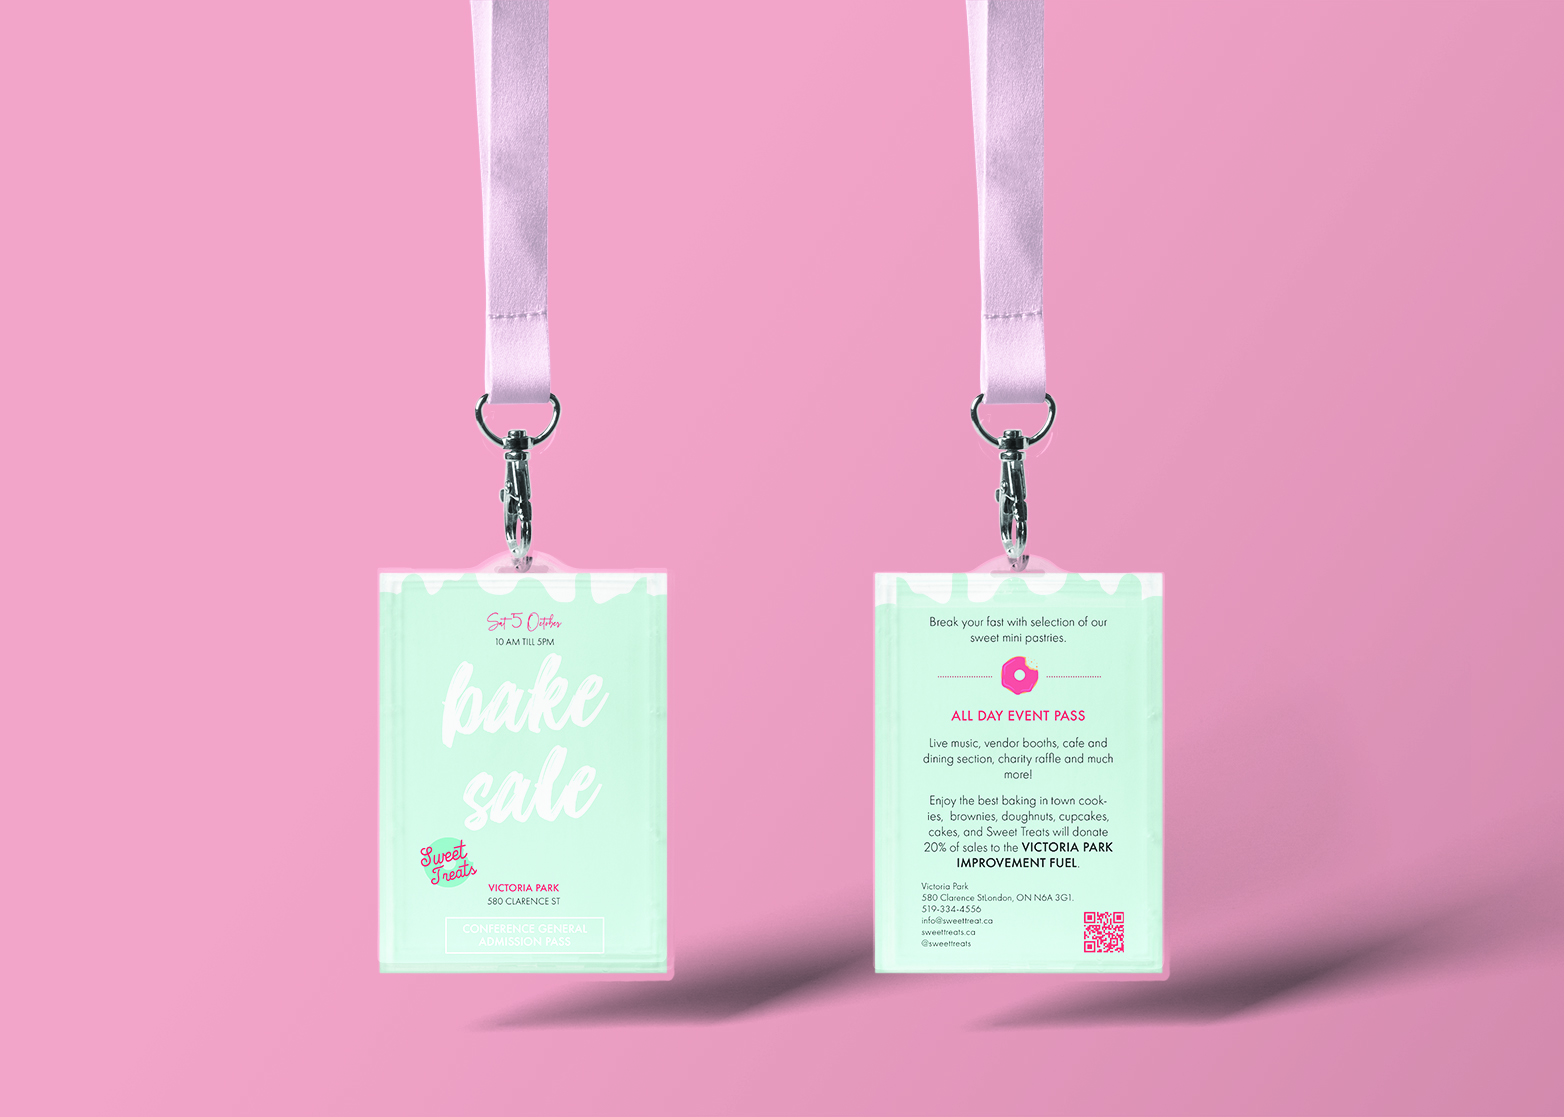 Sat 5 October
10 AM TILL 5PM
bake
sale
Sweet
Treats
VICTORIA PARK
580 CLARENCE ST
CONFERENCE GENERAL
ADMISSION PASS
Break your fast with selection of our
sweet mini pastries.
ALL DAY EVENT PASS
Live music, vendor booths, cafe and
dining section, charity raffle and much
more!
Enjoy the best baking in town cook-
ies, brownies, doughnuts, cupcakes,
cakes, and Sweet Treats will donate
20% of sales to the VICTORIA PARK
IMPROVEMENT FUEL.
Victoria Park
580 Clarence StLondon, ON N6A 3G1.
519-334-4556
info@sweettreat.ca
sweettreats.ca
@sweettreats